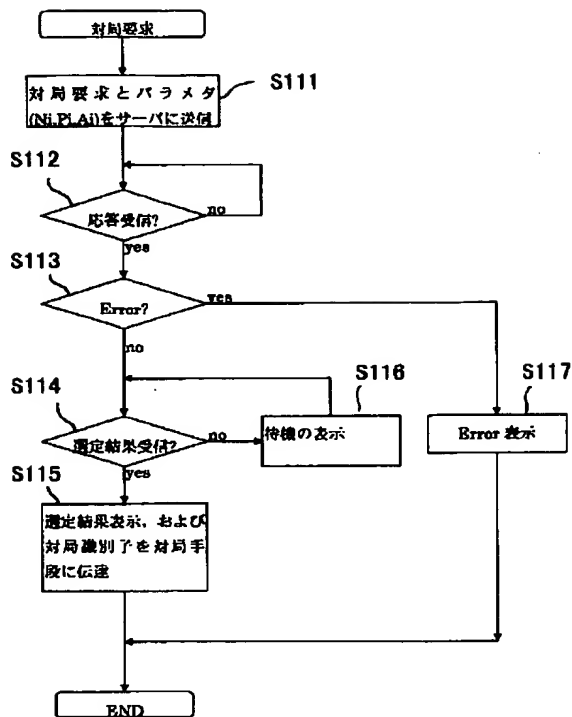 対局要求
S111
対局要求とパラメタ
(Ni,Pi,Ai)をサーバに送信
S112
応答受信?
no
yes
S113
Error?
yes
no
S114
選定結果受信?
no
yes
S116
待機の表示
S117
Error 表示
S115
選定結果表示、および
対局識別子を対局手
段に伝達
END